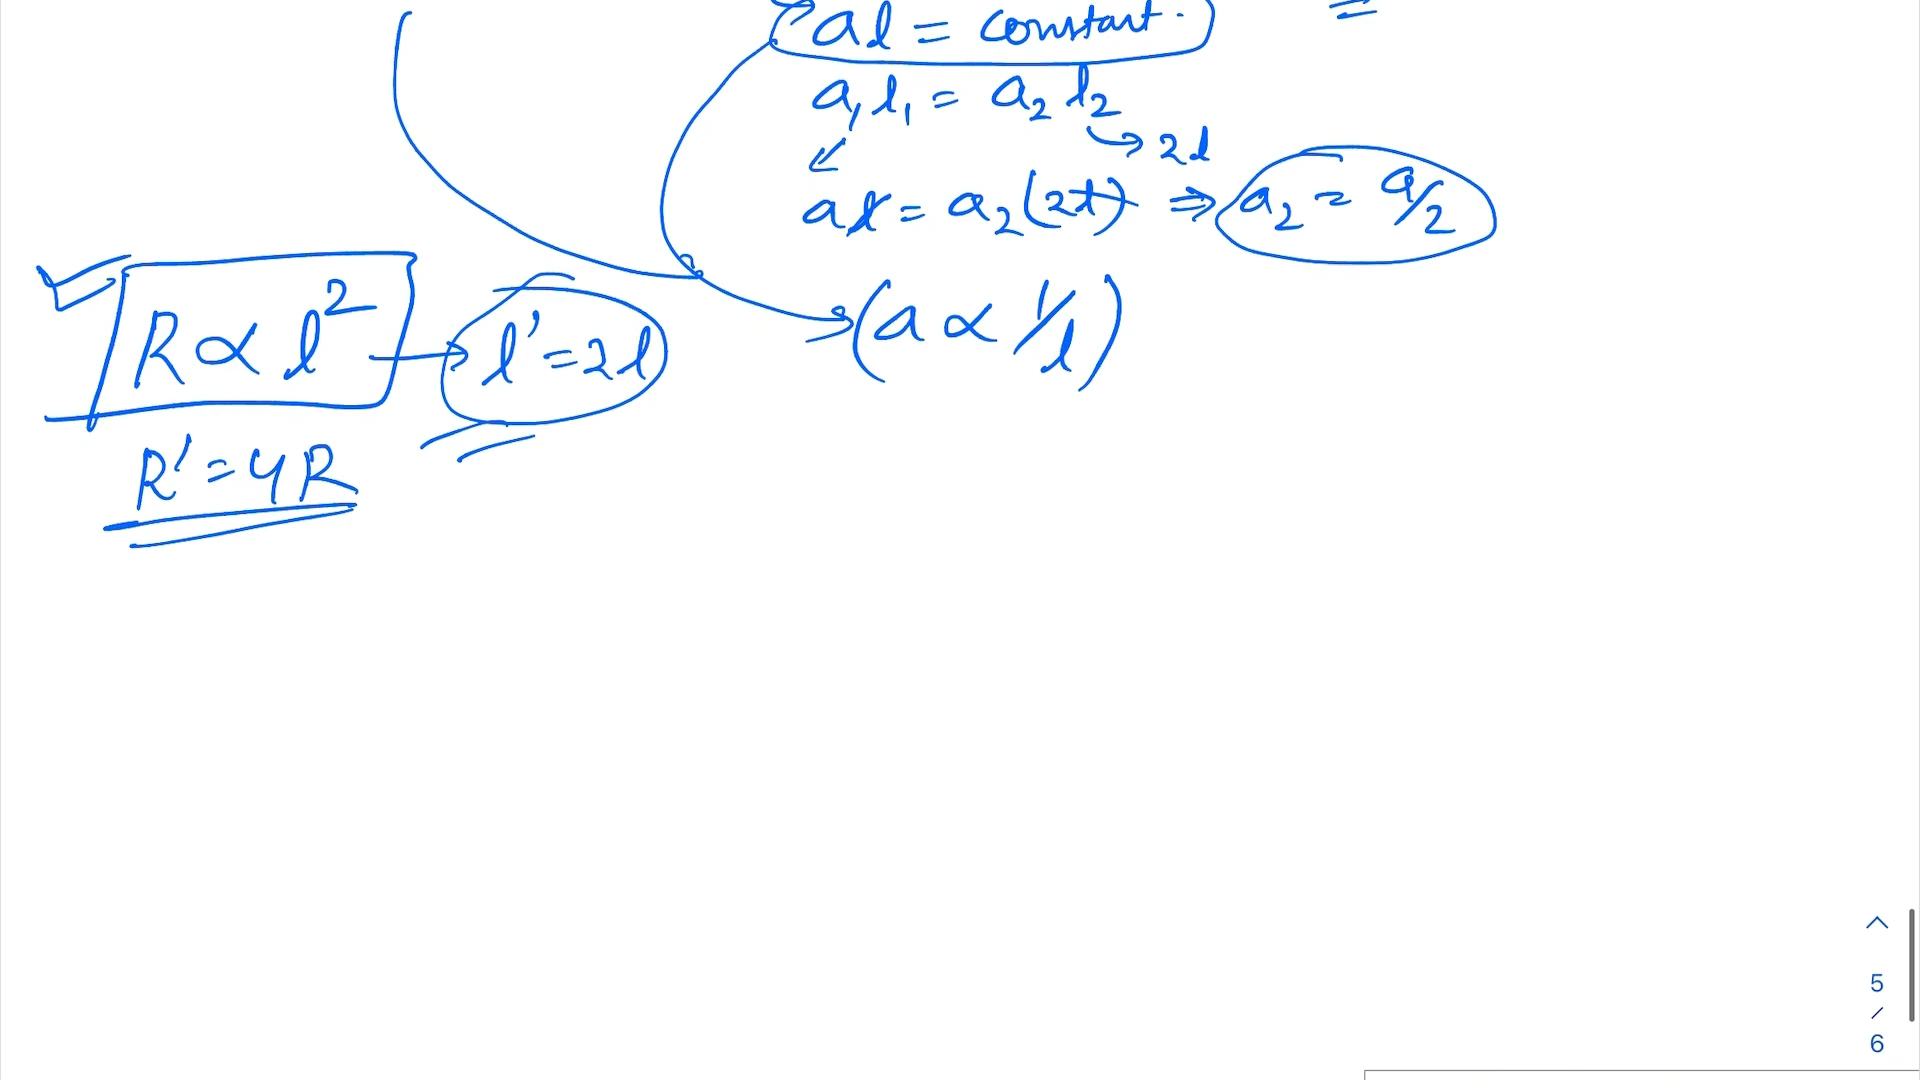 al = constant.
a₁l₁ = a₂l₂
→ 2l
al = a₂(2l) ⇒ a₂ = a/2
R ∝ l² → l' = 2l
(a ∝ 1/l)
R' = 4R
5
/
6